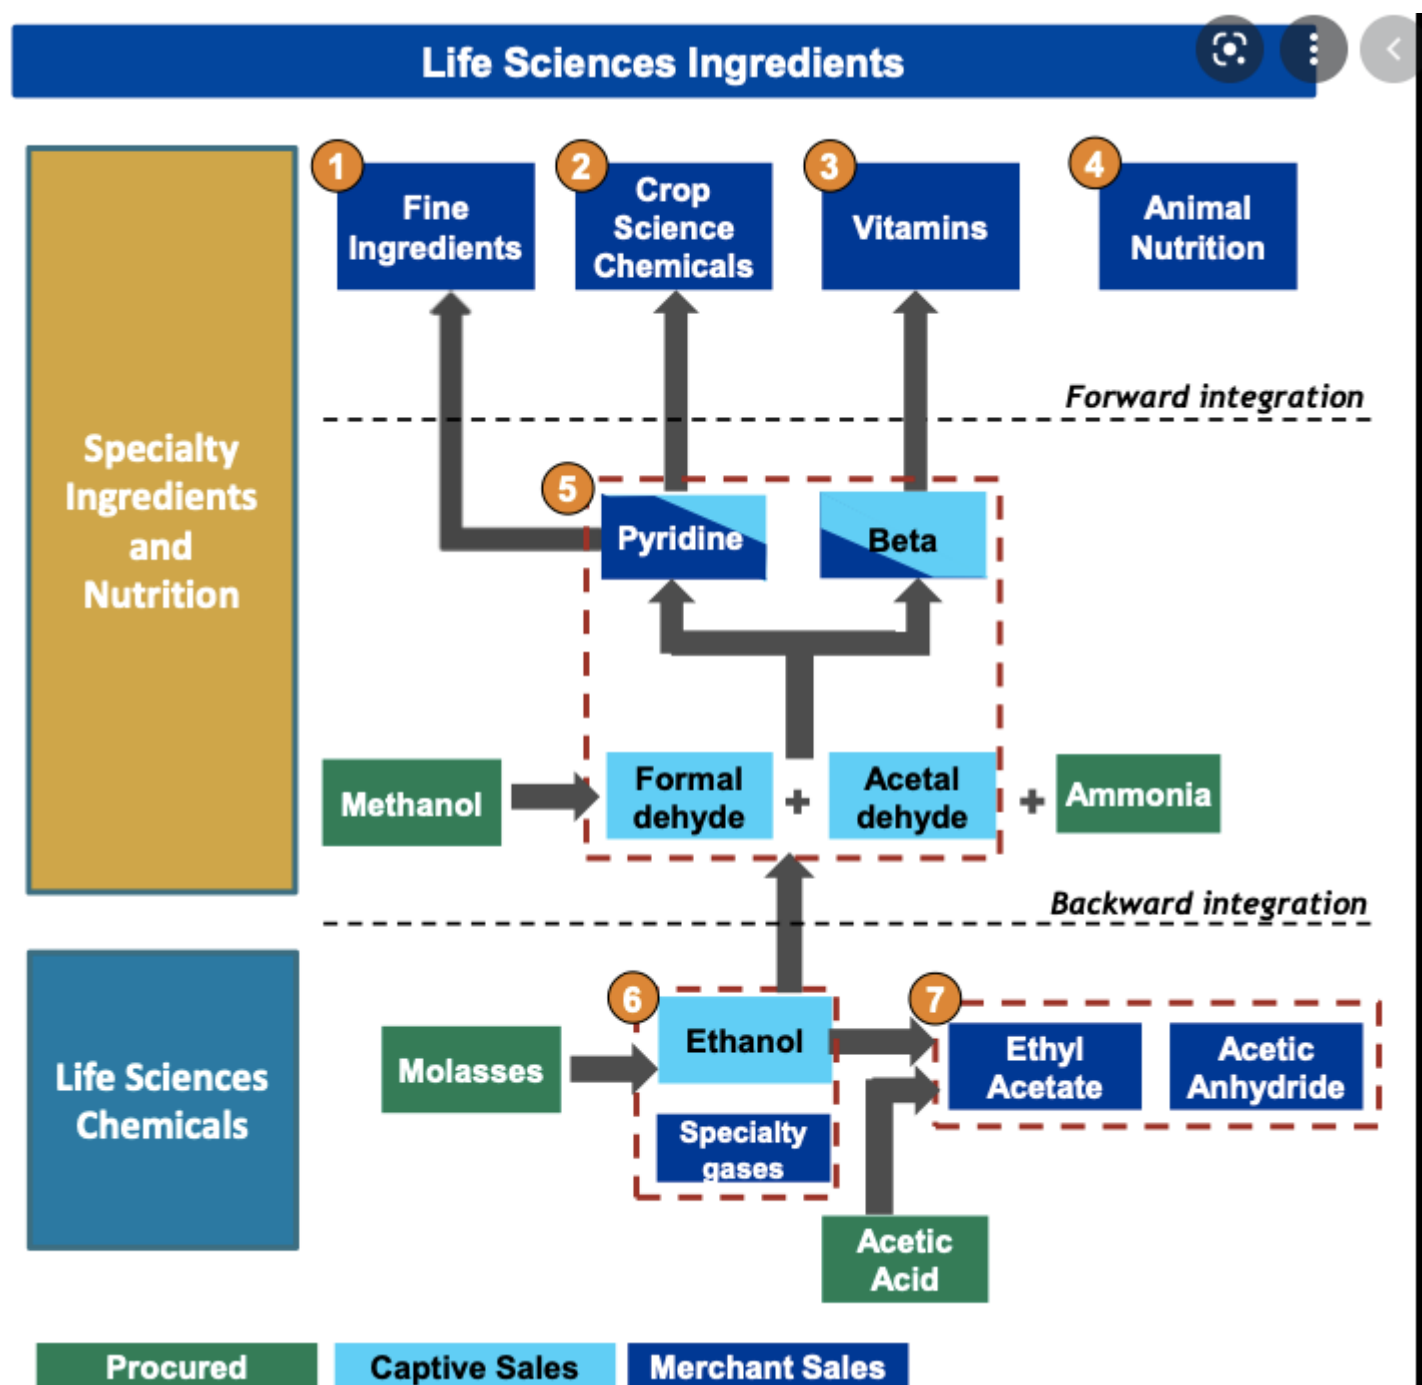 Life Sciences Ingredients
1
Fine
Ingredients
2
Crop
Science
Chemicals
3
Vitamins
4
Animal
Nutrition
Forward integration
Specialty
Ingredients
and
Nutrition
5
Pyridine
Beta
Methanol
Formal
dehyde
+
Acetal
dehyde
+
Ammonia
Backward integration
Life Sciences
Chemicals
Molasses
6
Ethanol
Specialty
gases
7
Ethyl
Acetate
Acetic
Anhydride
Acetic
Acid
Procured
Captive Sales
Merchant Sales